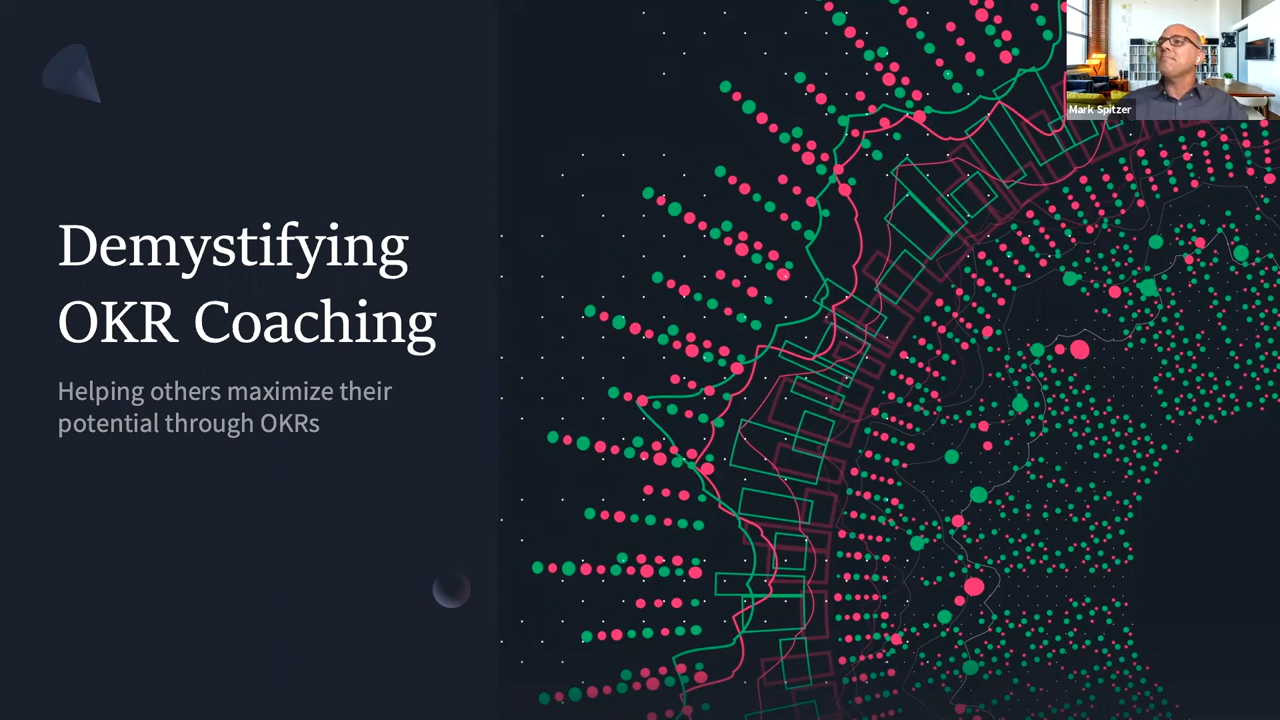 Demystifying
OKR Coaching
Helping others maximize their
potential through OKRs
Mark Spitzer